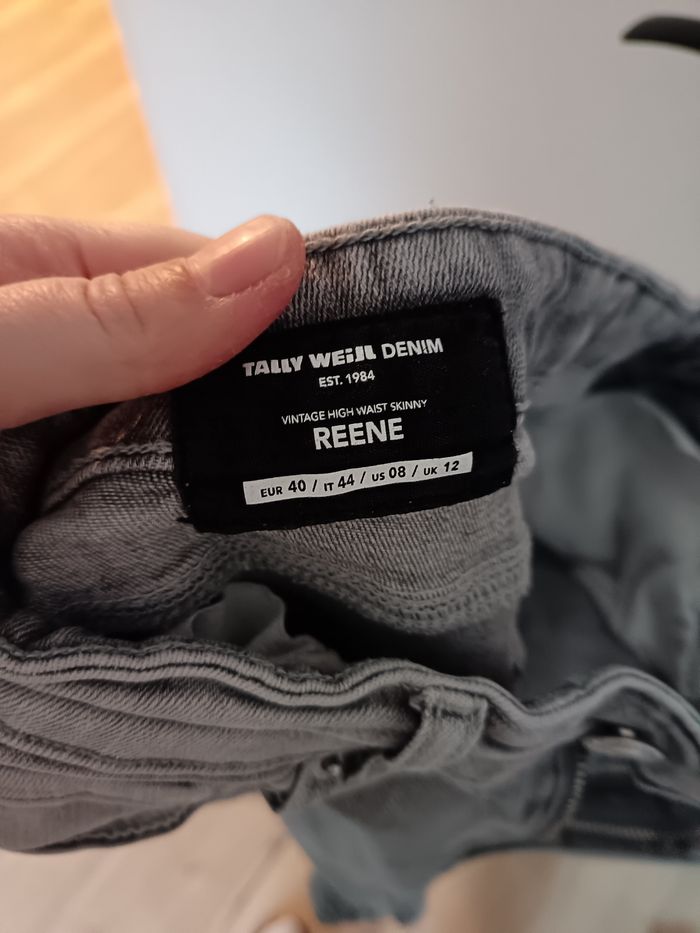 TALLY WEiJL DENIM
EST. 1984
VINTAGE HIGH WAIST SKINNY
REENE
EUR 40 / IT 44 / US 08 / UK 12